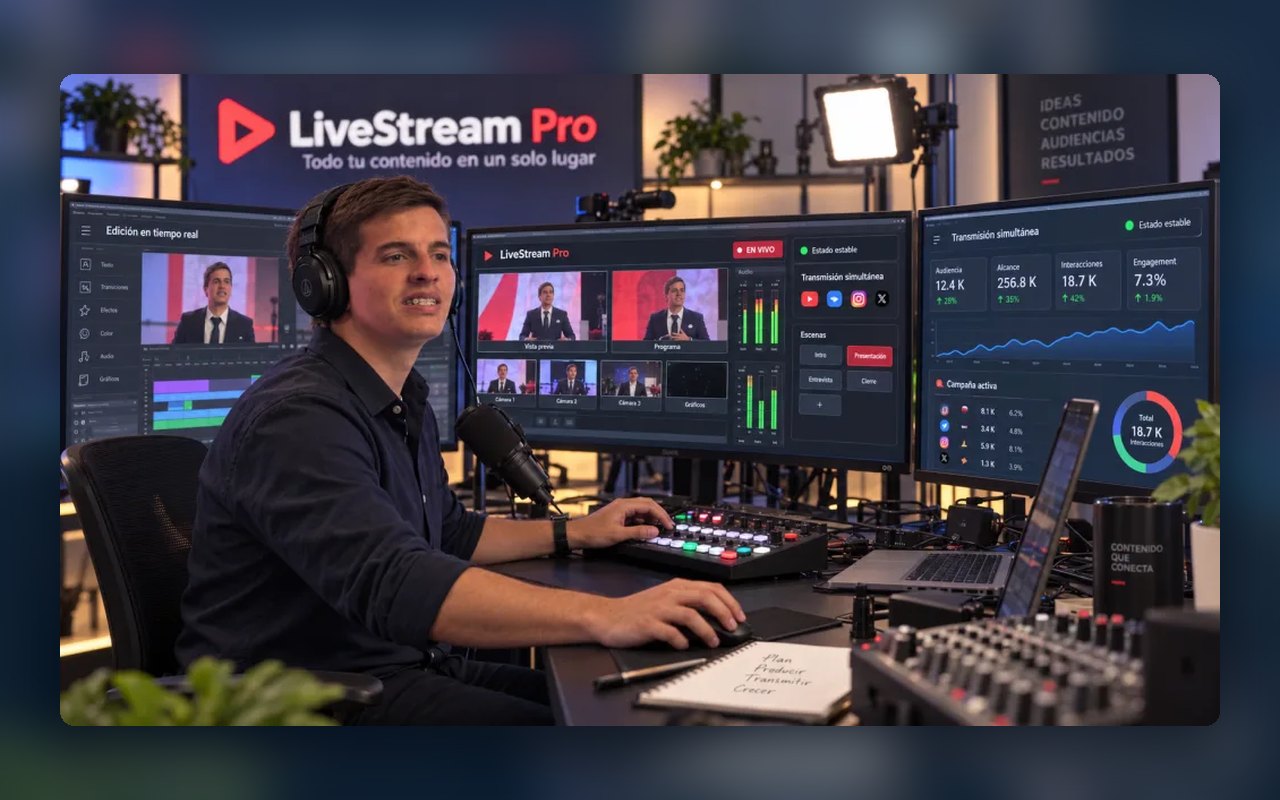 LiveStream Pro
Todo tu contenido en un solo lugar
IDEAS
CONTENIDO
AUDIENCIAS
RESULTADOS
Edición en tiempo real
Texto
Transiciones
Efectos
Color
Audio
Gráficos
LiveStream Pro
EN VIVO
Vista previa
Programa
Cámara 1
Cámara 2
Cámara 3
Gráficos
Audio
Estado estable
Transmisión simultánea
Escenas
Intro
Presentación
Entrevista
Cierre
+
Transmisión simultánea
Estado estable
Audiencia
12.4 K
↑ 28%
Alcance
256.8 K
↑ 35%
Interacciones
18.7 K
↑ 42%
Engagement
7.3%
↑ 1.9%
Campaña activa
8.1 K 6.2%
3.4 K 4.8%
5.9 K 8.1%
1.3 K 3.9%
Total
18.7 K
Interacciones
CONTENIDO
QUE
CONECTA
Plan
Producir
Transmitir
Crecer